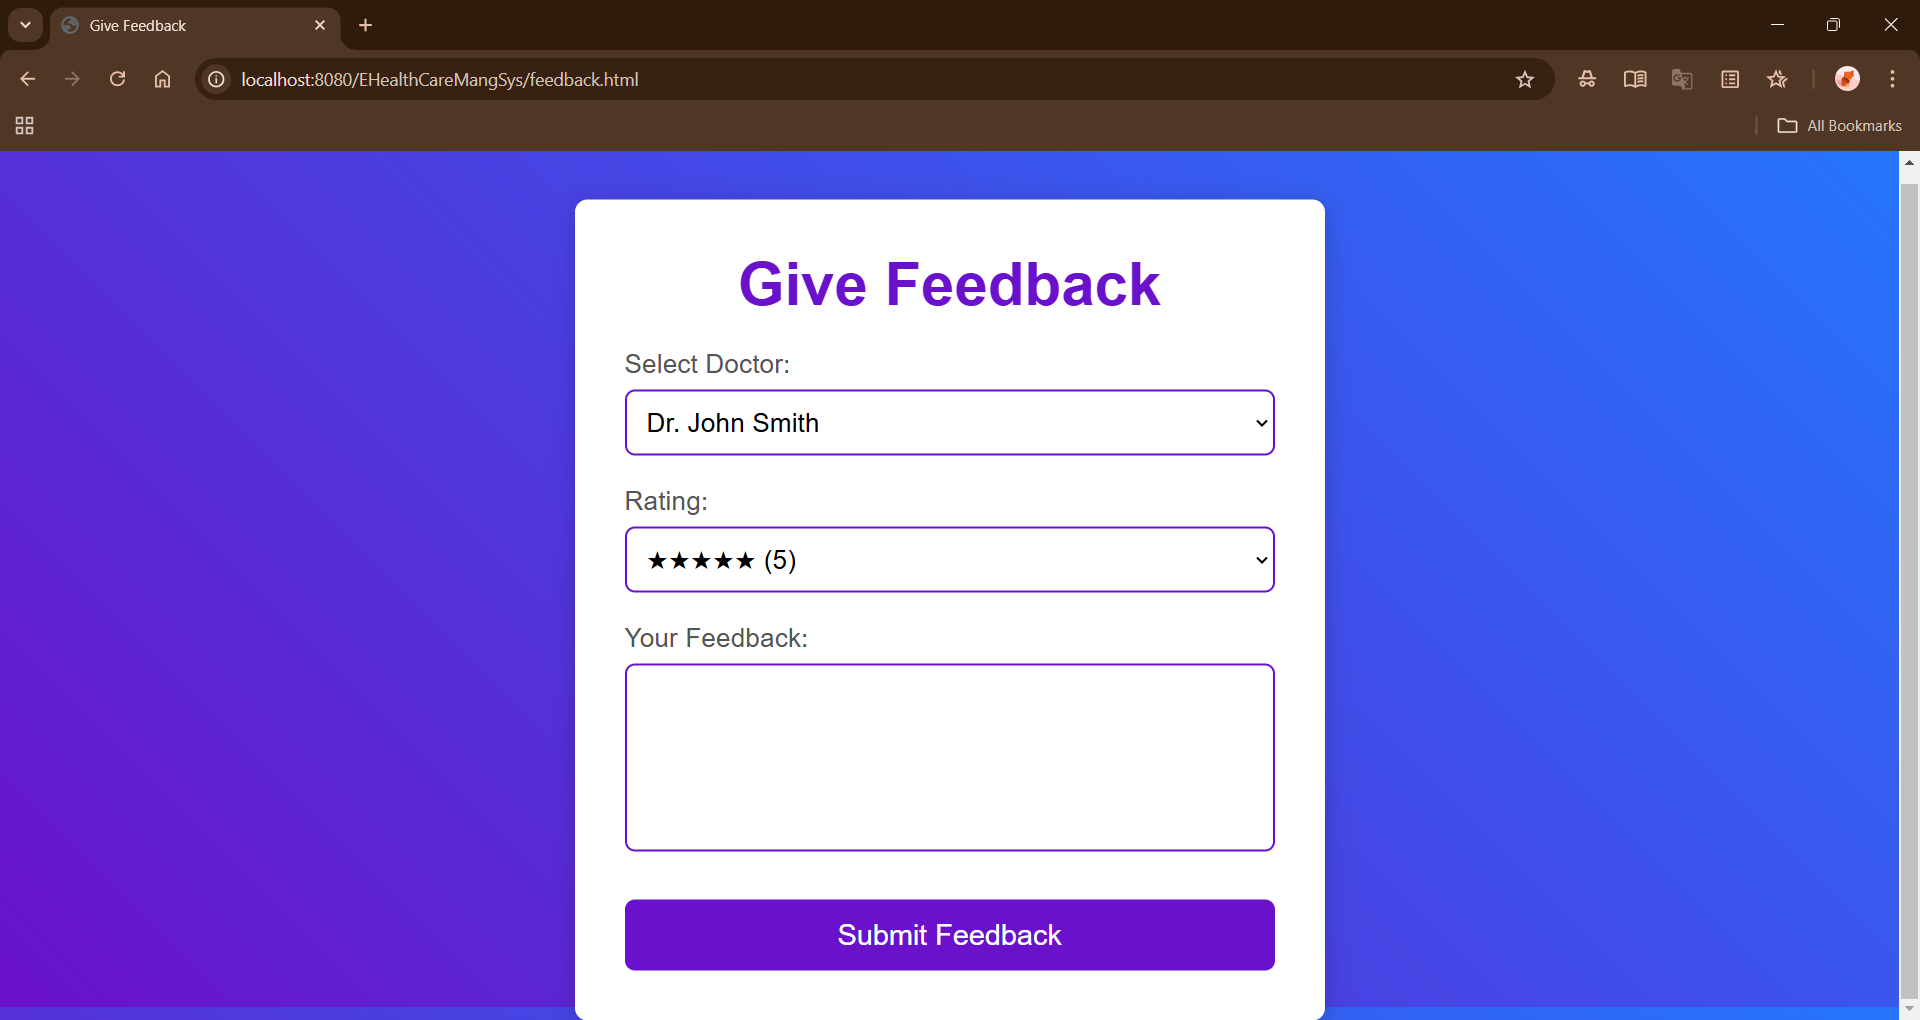 Give Feedback
localhost:8080/EHealthCareMangSys/feedback.html
All Bookmarks
Give Feedback
Select Doctor:
Dr. John Smith
Rating:
★★★★★ (5)
Your Feedback:
Submit Feedback